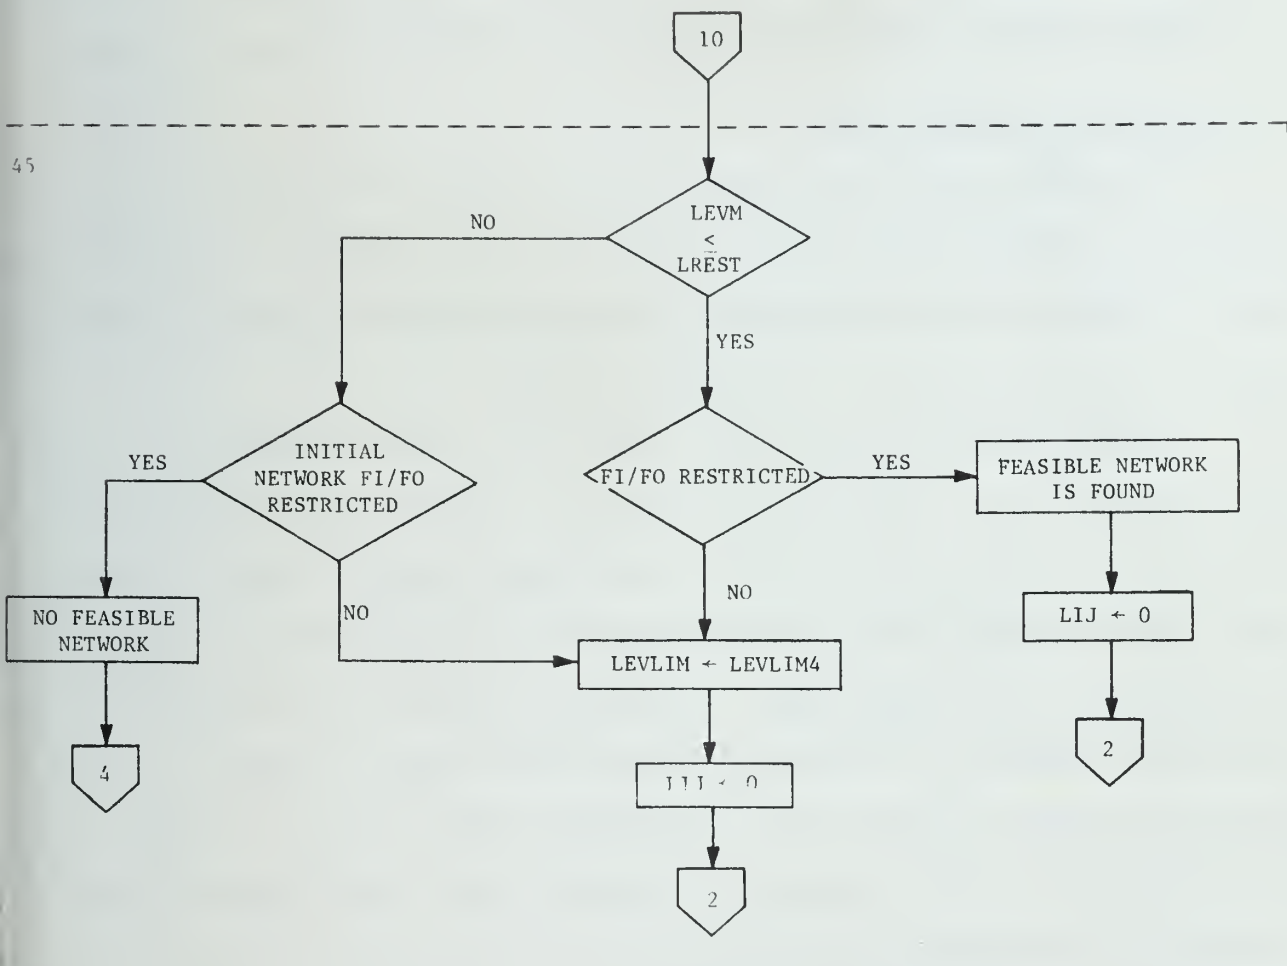 10
45
LEVM
≤
LREST
NO
YES
INITIAL
NETWORK FI/FO
RESTRICTED
YES
FI/FO RESTRICTED
YES
FEASIBLE NETWORK
IS FOUND
NO FEASIBLE
NETWORK
NO
NO
LIJ ← 0
LEVLIM ← LEVLIM4
4
← 0
2
2